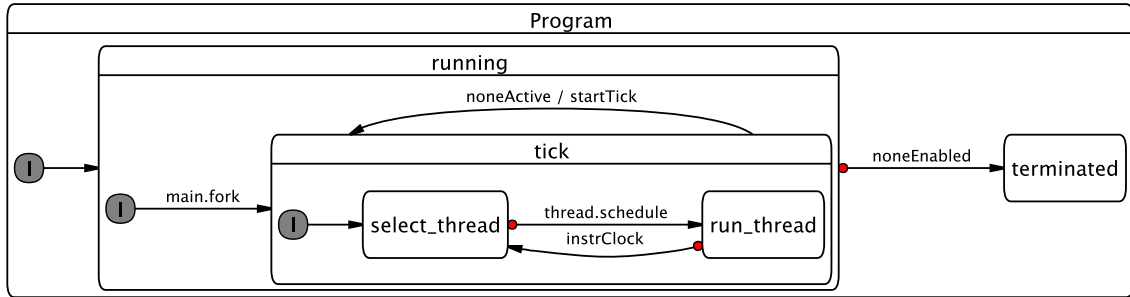 Program
running
noneActive / startTick
tick
noneEnabled
terminated
I
I
main.fork
I
select_thread
thread.schedule
run_thread
instrClock